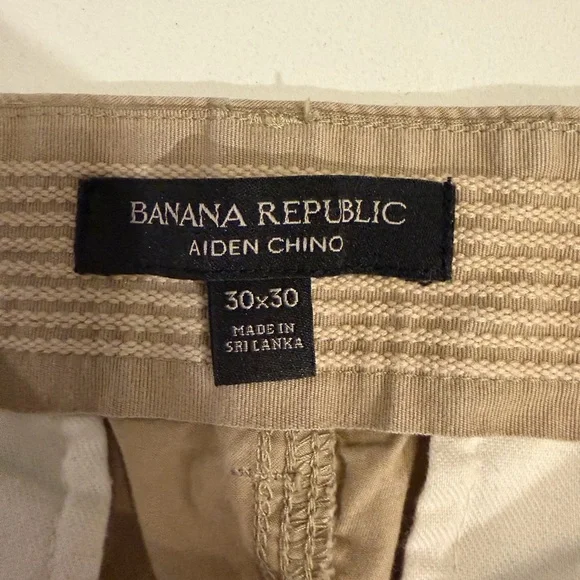 BANANA REPUBLIC
AIDEN CHINO
30x30
MADE IN
SRI LANKA